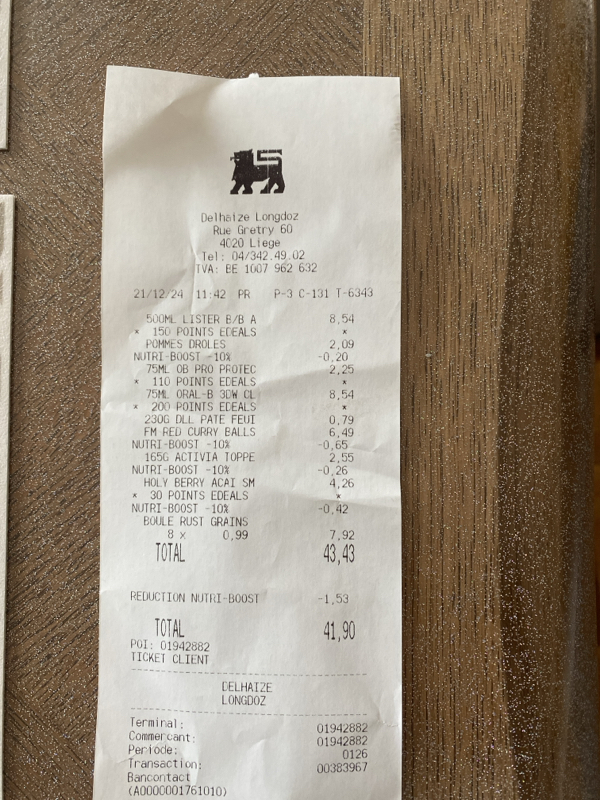 Delhaize Longdoz
Rue Gretry 60
4020 Liege
Tel: 04/342.49.02
TVA: BE 1007 962 632
21/12/24 11:42 PR P-3 C-131 T-6343
500ML LISTER B/B A 8,54
* 150 POINTS EDEALS *
POMMES DROLES 2,09
NUTRI-BOOST -10% -0,20
75ML OB PRO PROTEC 2,25
* 110 POINTS EDEALS *
75ML ORAL-B 3DW CL 8,54
* 200 POINTS EDEALS *
230G DLL PATE FEUI 0,79
FM RED CURRY BALLS 6,49
NUTRI-BOOST -10% -0,65
165G ACTIVIA TOPPE 2,55
NUTRI-BOOST -10% -0,26
HOLY BERRY ACAI SM 4,26
* 30 POINTS EDEALS *
NUTRI-BOOST -10% -0,42
BOULE RUST GRAINS
8 x 0,99 7,92
TOTAL 43,43
REDUCTION NUTRI-BOOST -1,53
TOTAL 41,90
POI: 01942882
TICKET CLIENT
DELHAIZE
LONGDOZ
Terminal: 01942882
Commercant: 01942882
Periode: 0126
Transaction: 00383967
Bancontact
(A0000001761010)